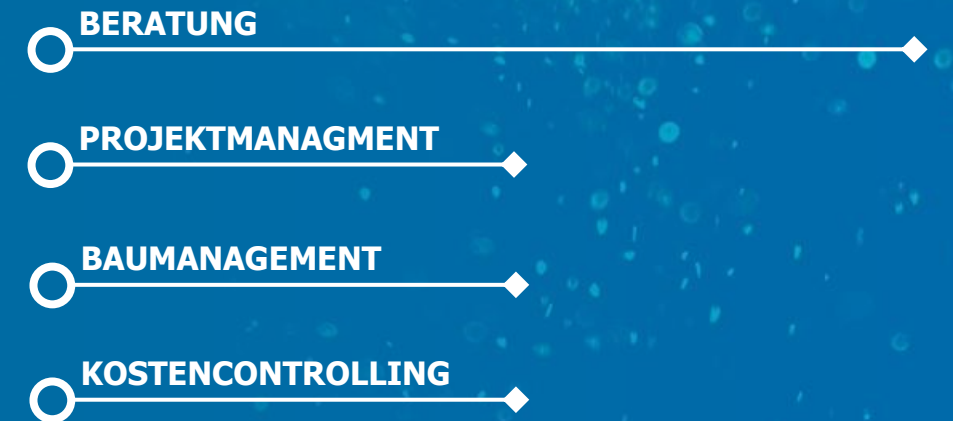 BERATUNG
PROJEKTMANAGMENT
BAUMANAGEMENT
KOSTENCONTROLLING